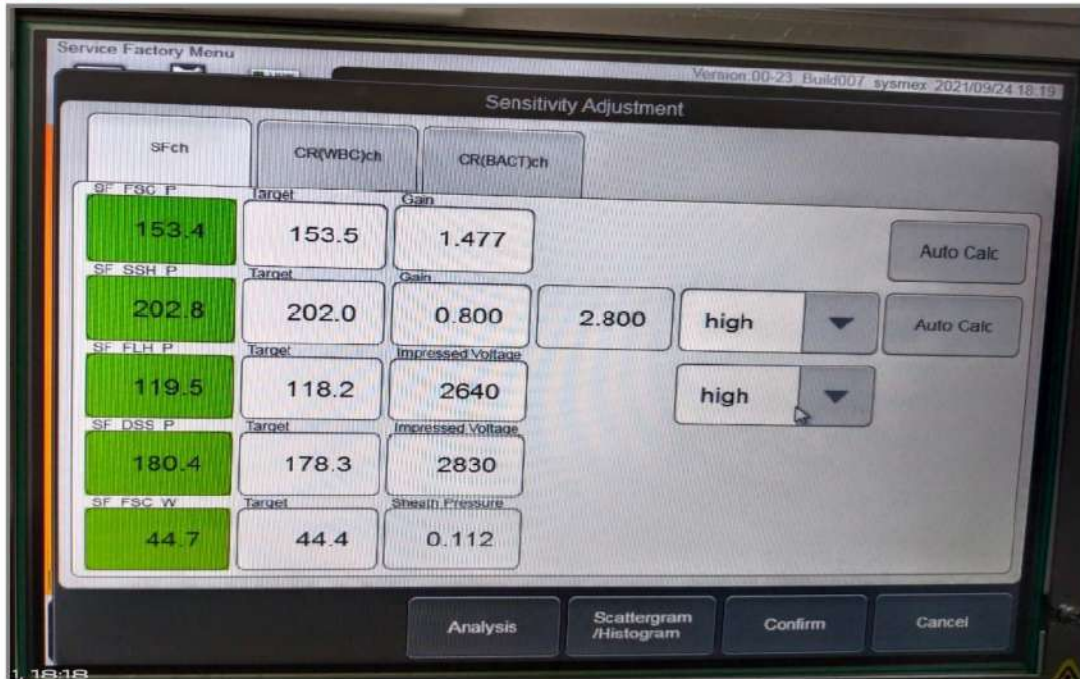 Service Factory Menu
Version:00-23_Build007 sysmex 2021/09/24 18:19
Sensitivity Adjustment
SFch CR(WBC)ch CR(BACT)ch
SF FSC P Target Gain
153.4 153.5 1.477 Auto Calc
SF SSH P Target Gain
202.8 202.0 0.800 2.800 high Auto Calc
SF FLH P Target Impressed Voltage
119.5 118.2 2640 high
SF DSS P Target Impressed Voltage
180.4 178.3 2830
SF FSC W Target Sheath Pressure
44.7 44.4 0.112
Analysis Scattergram /Histogram Confirm Cancel
18:18